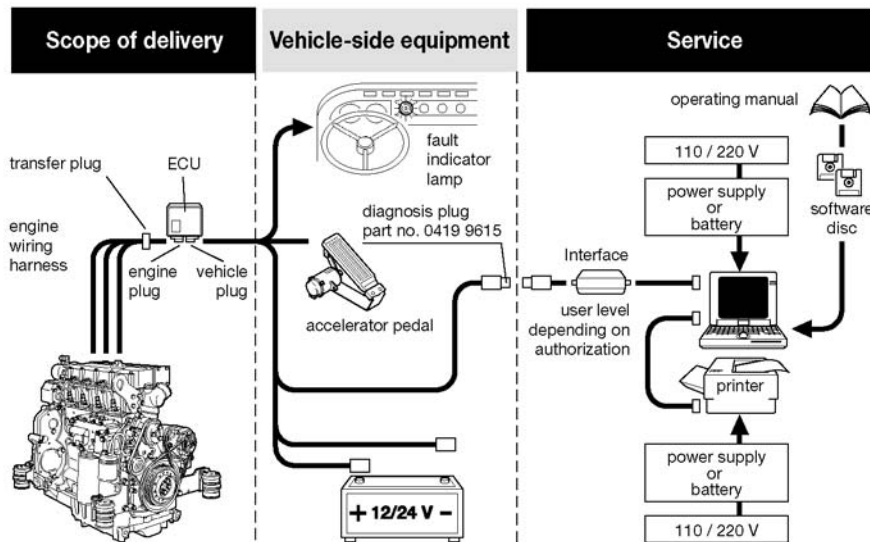 Scope of delivery
Vehicle-side equipment
Service
transfer plug
ECU
engine
wiring
harness
engine
plug
vehicle
plug
fault
indicator
lamp
diagnosis plug
part no. 0419 9615
accelerator pedal
+ 12/24 V -
operating manual
110 / 220 V
power supply
or
battery
software
disc
Interface
user level
depending on
authorization
printer
power supply
or
battery
110 / 220 V